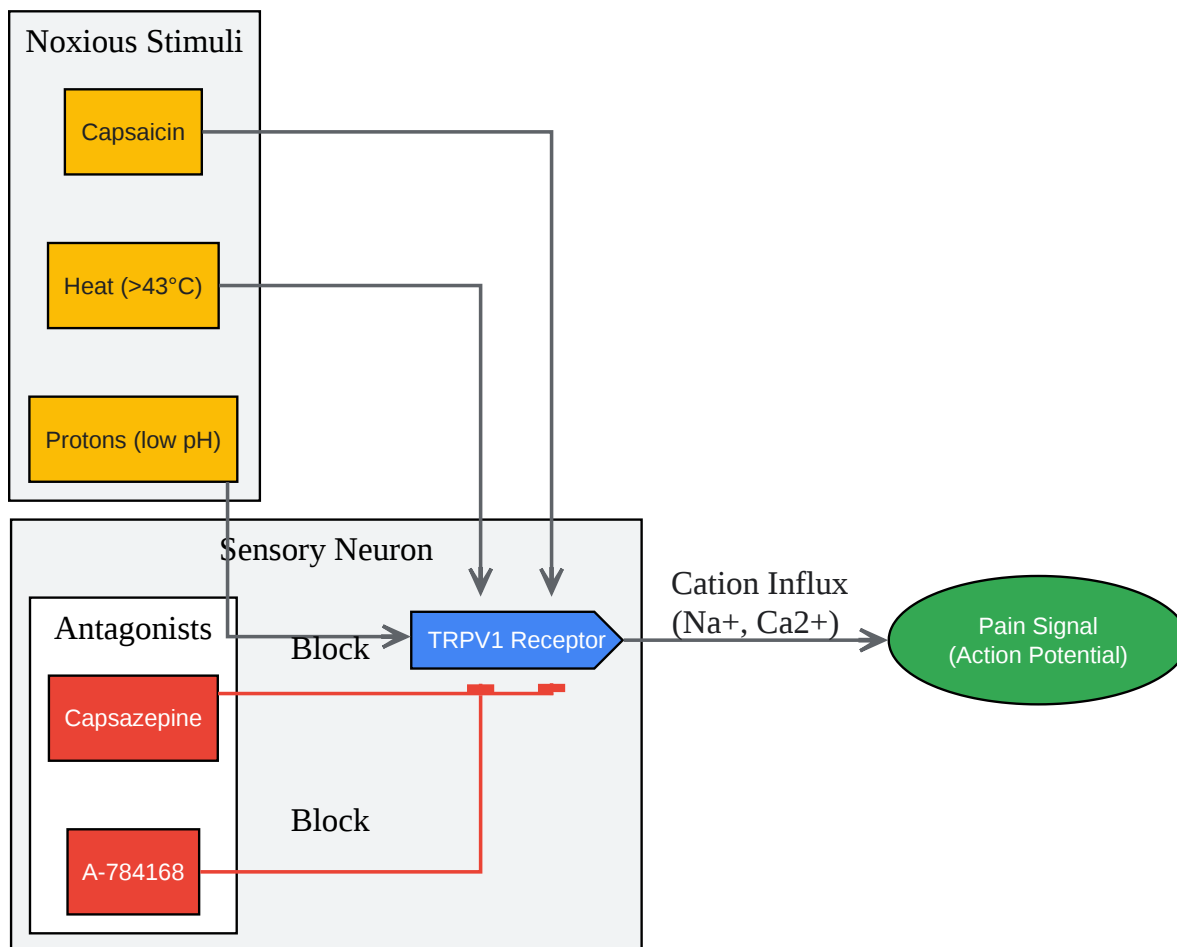 Noxious Stimuli
Capsaicin
Heat (>43°C)
Protons (low pH)
Sensory Neuron
Antagonists
Block
TRPV1 Receptor
Cation Influx
(Na+, Ca2+)
Pain Signal
(Action Potential)
Capsazepine
Block
A-784168